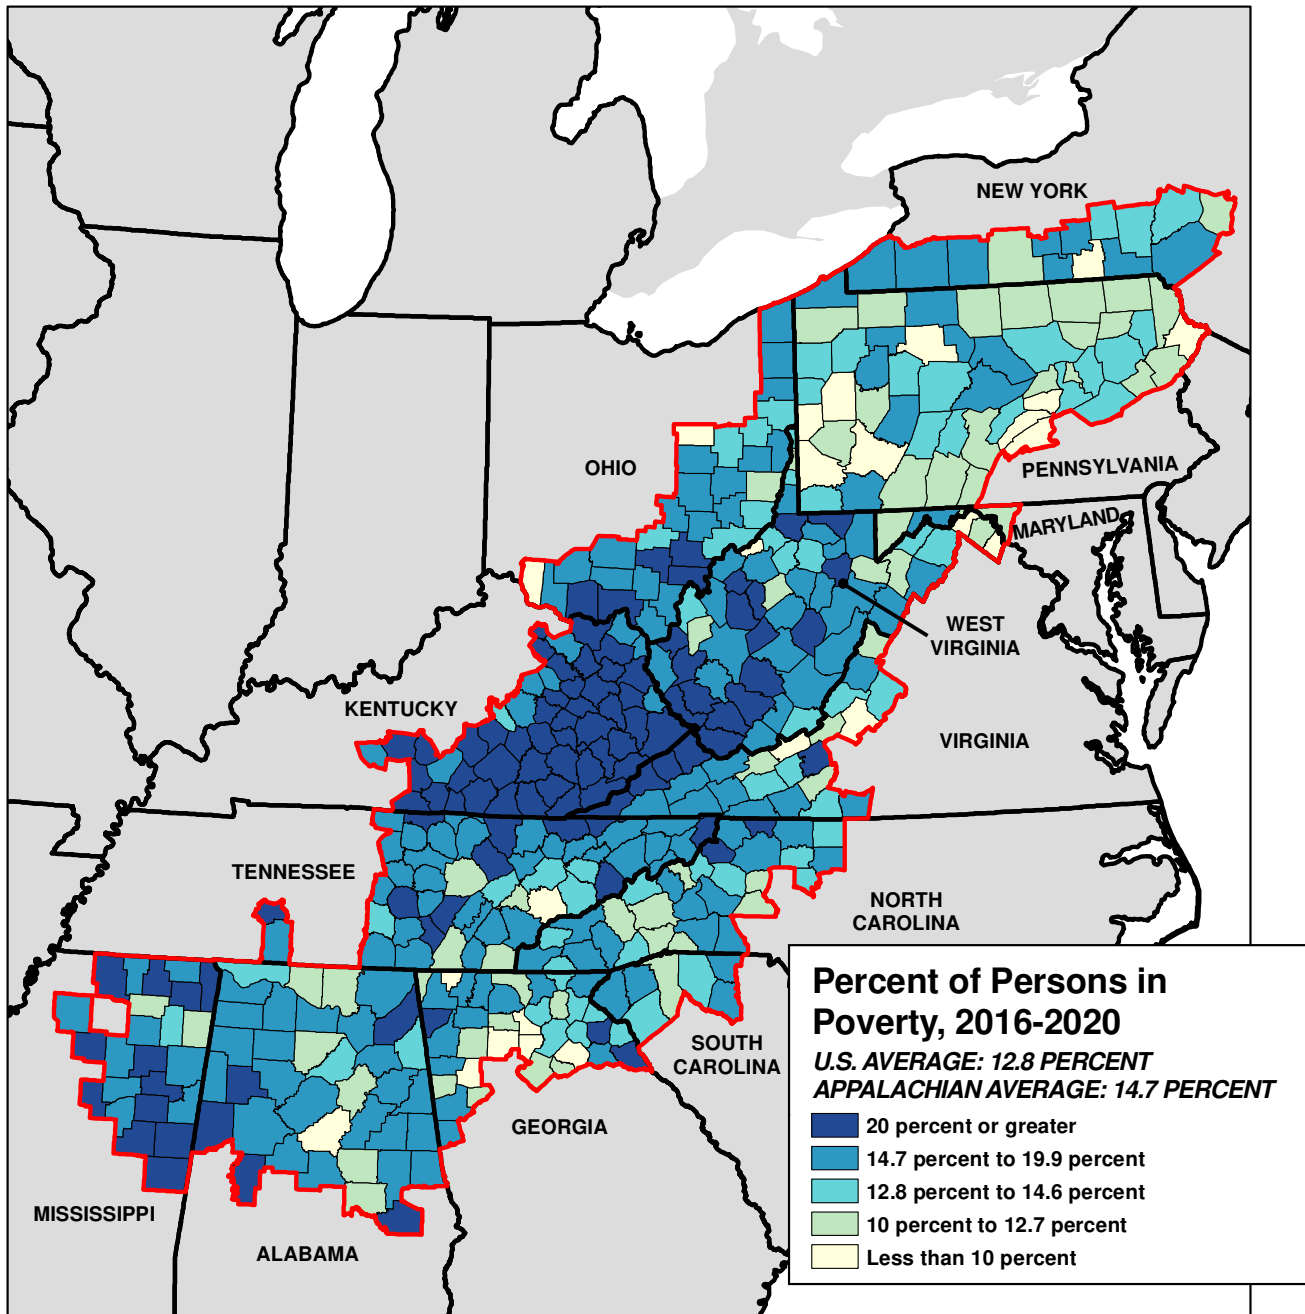 NEW YORK
PENNSYLVANIA
OHIO
MARYLAND
WEST
VIRGINIA
KENTUCKY
VIRGINIA
TENNESSEE
NORTH
CAROLINA
SOUTH
CAROLINA
GEORGIA
MISSISSIPPI
ALABAMA
Percent of Persons in
Poverty, 2016-2020
U.S. AVERAGE: 12.8 PERCENT
APPALACHIAN AVERAGE: 14.7 PERCENT
20 percent or greater
14.7 percent to 19.9 percent
12.8 percent to 14.6 percent
10 percent to 12.7 percent
Less than 10 percent